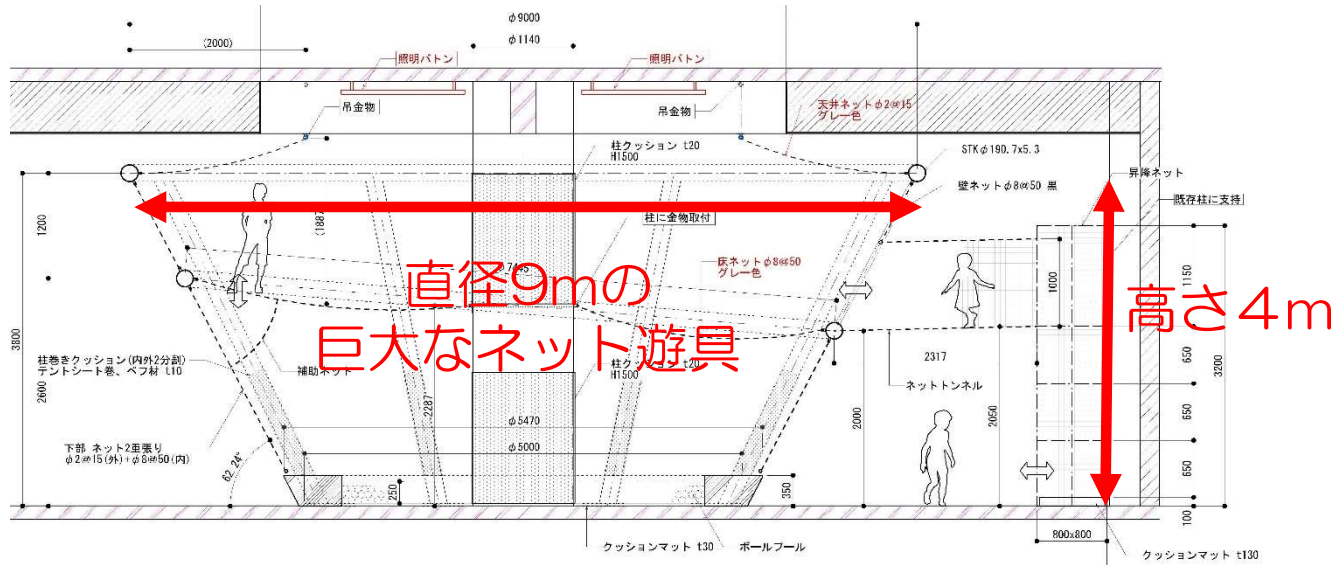 φ9000
(2000)
φ1140
照明バトン
照明バトン
吊金物
吊金物
天井ネットφ2@15
グレー色
柱クッション t20
H1500
STKφ190.7x5.3
昇降ネット
壁ネットφ8@50 黒
既存柱に支持
柱に金物取付
1200
(1887)
床ネットφ8@50
グレー色
1000
1150
直径9mの
巨大なネット遊具
高さ4m
3800
柱巻きクッション(内外2分割)
テントシート巻、ベフ材 t10
補助ネット
柱クッション t20
H1500
2317
ネットトンネル
650
3200
2600
2287
2000
2050
650
φ5470
φ5000
下部 ネット2重張り
φ2@15(外)+φ8@50(内)
62.24°
250
350
650
100
800x800
クッションマット t30
ボールプール
クッションマット t130